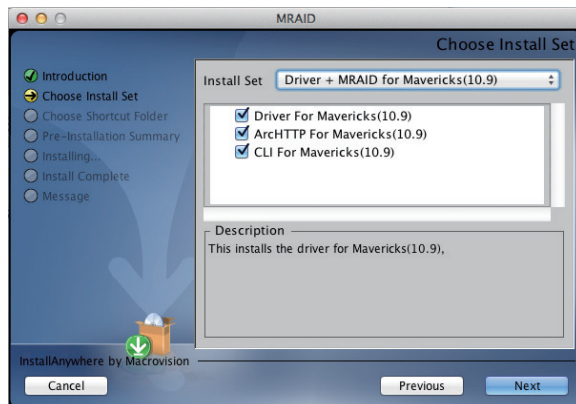 MRAID
Choose Install Set
Introduction
Choose Install Set
Choose Shortcut Folder
Pre-Installation Summary
Installing...
Install Complete
Message
Install Set
Driver + MRAID for Mavericks(10.9)
Driver For Mavericks(10.9)
ArcHTTP For Mavericks(10.9)
CLI For Mavericks(10.9)
Description
This installs the driver for Mavericks(10.9),
InstallAnywhere by Macrovision
Cancel
Previous
Next